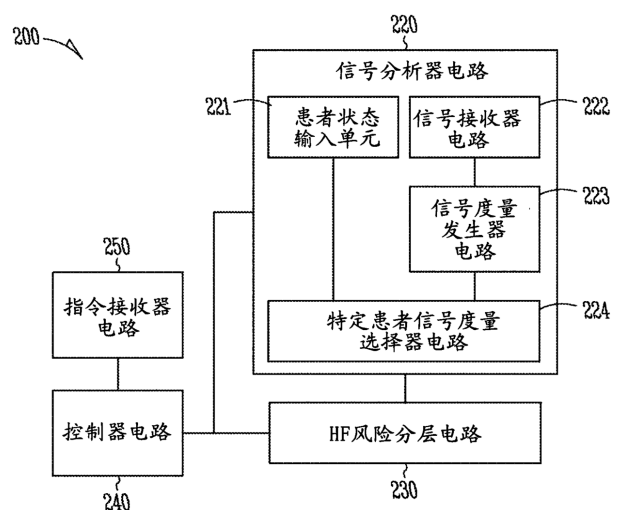 200
220
信号分析器电路
221
患者状态
输入单元
222
信号接收器
电路
223
信号度量
发生器
电路
224
特定患者信号度量
选择器电路
250
指令接收器
电路
控制器电路
240
HF风险分层电路
230